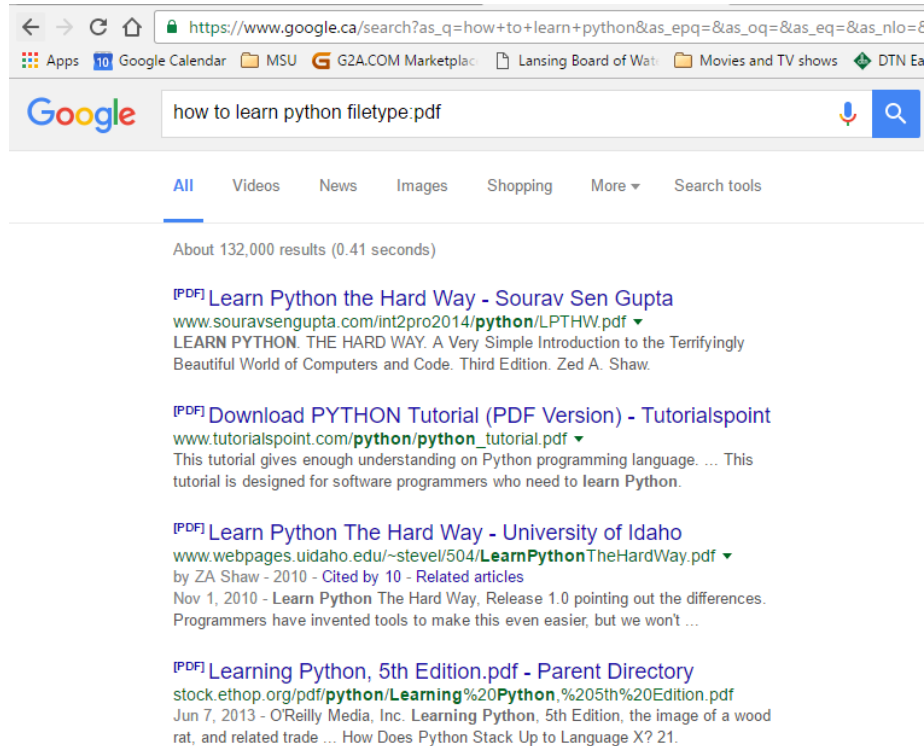 https://www.google.ca/search?as_q=how+to+learn+python&as_epq=&as_oq=&as_eq=&as_nlo=&
Apps 10 Google Calendar MSU G G2A.COM Marketplac Lansing Board of Wat Movies and TV shows DTN Ea
Google how to learn python filetype:pdf
All Videos News Images Shopping More Search tools
About 132,000 results (0.41 seconds)
[PDF] Learn Python the Hard Way - Sourav Sen Gupta
www.souravsengupta.com/int2pro2014/python/LPTHW.pdf
LEARN PYTHON. THE HARD WAY. A Very Simple Introduction to the Terrifyingly
Beautiful World of Computers and Code. Third Edition. Zed A. Shaw.
[PDF] Download PYTHON Tutorial (PDF Version) - Tutorialspoint
www.tutorialspoint.com/python/python_tutorial.pdf
This tutorial gives enough understanding on Python programming language. ... This
tutorial is designed for software programmers who need to learn Python.
[PDF] Learn Python The Hard Way - University of Idaho
www.webpages.uidaho.edu/~stevel/504/LearnPythonTheHardWay.pdf
by ZA Shaw - 2010 - Cited by 10 - Related articles
Nov 1, 2010 - Learn Python The Hard Way, Release 1.0 pointing out the differences.
Programmers have invented tools to make this even easier, but we won't ...
[PDF] Learning Python, 5th Edition.pdf - Parent Directory
stock.ethop.org/pdf/python/Learning%20Python,%205th%20Edition.pdf
Jun 7, 2013 - O'Reilly Media, Inc. Learning Python, 5th Edition, the image of a wood
rat, and related trade ... How Does Python Stack Up to Language X? 21.